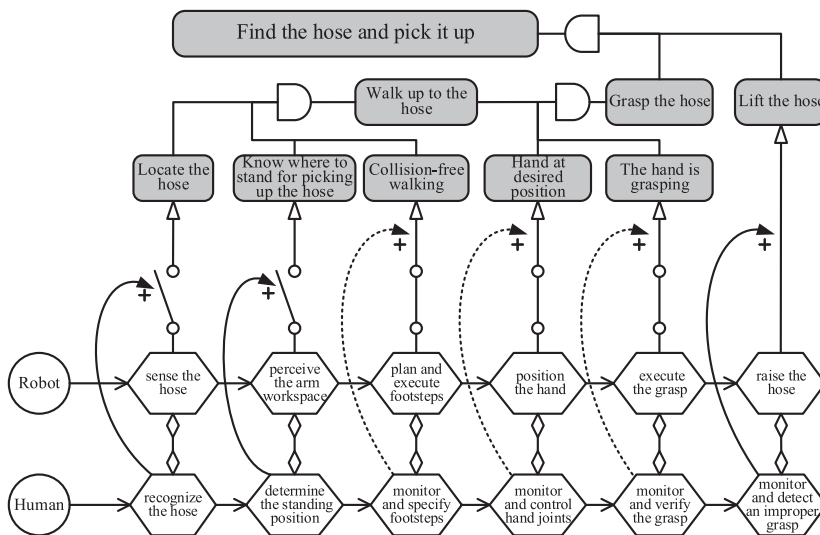 Find the hose and pick it up
Walk up to the
hose
Grasp the hose
Lift the hose
Locate the
hose
Know where to
stand for picking
up the hose
Collision-free
walking
Hand at
desired
position
The hand is
grasping
+
+
+
+
+
+
Robot
sense the
hose
perceive
the arm
workspace
plan and
execute
footsteps
position
the hand
execute
the grasp
raise the
hose
Human
recognize
the hose
determine
the standing
position
monitor
and specify
footsteps
monitor
and control
hand joints
monitor
and verify
the grasp
monitor
and detect
an improper
grasp